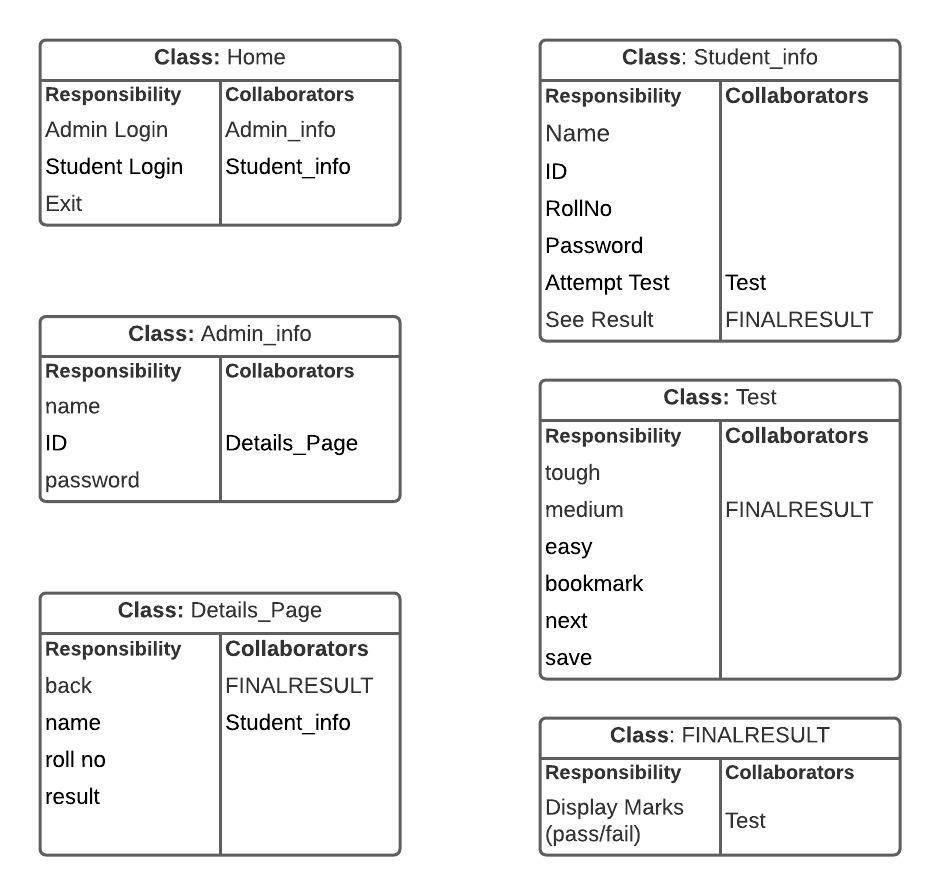 Class: Home
Responsibility Collaborators
Admin Login Admin_info
Student Login Student_info
Exit
Class: Admin_info
Responsibility Collaborators
name
ID Details_Page
password
Class: Details_Page
Responsibility Collaborators
back FINALRESULT
name Student_info
roll no
result
Class: Student_info
Responsibility Collaborators
Name
ID
RollNo
Password
Attempt Test Test
See Result FINALRESULT
Class: Test
Responsibility Collaborators
tough
medium FINALRESULT
easy
bookmark
next
save
Class: FINALRESULT
Responsibility Collaborators
Display Marks
(pass/fail) Test